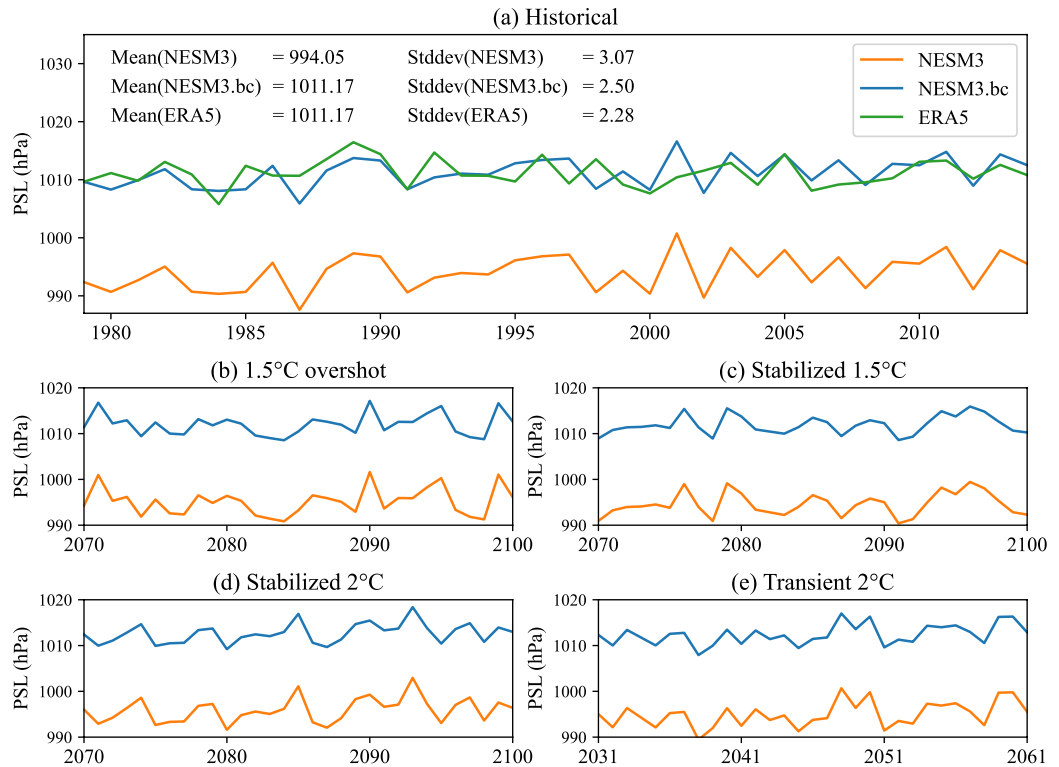 (a) Historical
Mean(NESM3) = 994.05 Stddev(NESM3) = 3.07
Mean(NESM3.bc) = 1011.17 Stddev(NESM3.bc) = 2.50
Mean(ERA5) = 1011.17 Stddev(ERA5) = 2.28
NESM3
NESM3.bc
ERA5
PSL (hPa)
1030
1020
1010
1000
990
1980 1985 1990 1995 2000 2005 2010
(b) 1.5°C overshot
PSL (hPa)
1020
1010
1000
990
2070 2080 2090 2100
(c) Stabilized 1.5°C
PSL (hPa)
1020
1010
1000
990
2070 2080 2090 2100
(d) Stabilized 2°C
PSL (hPa)
1020
1010
1000
990
2070 2080 2090 2100
(e) Transient 2°C
PSL (hPa)
1020
1010
1000
990
2031 2041 2051 2061